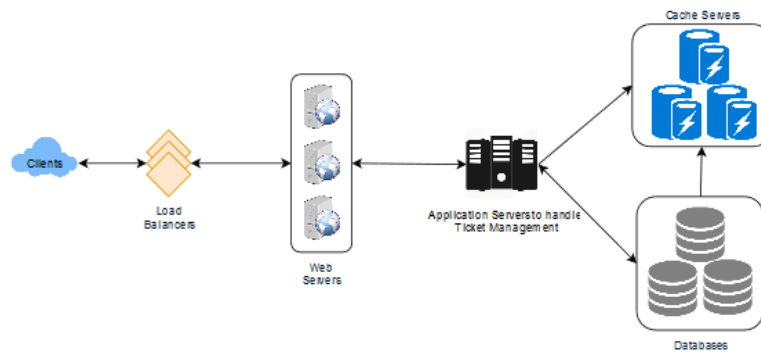 Cache Servers
Clients
Load
Balancers
Application Serversto handle
Ticket Management
Web
Servers
Databases